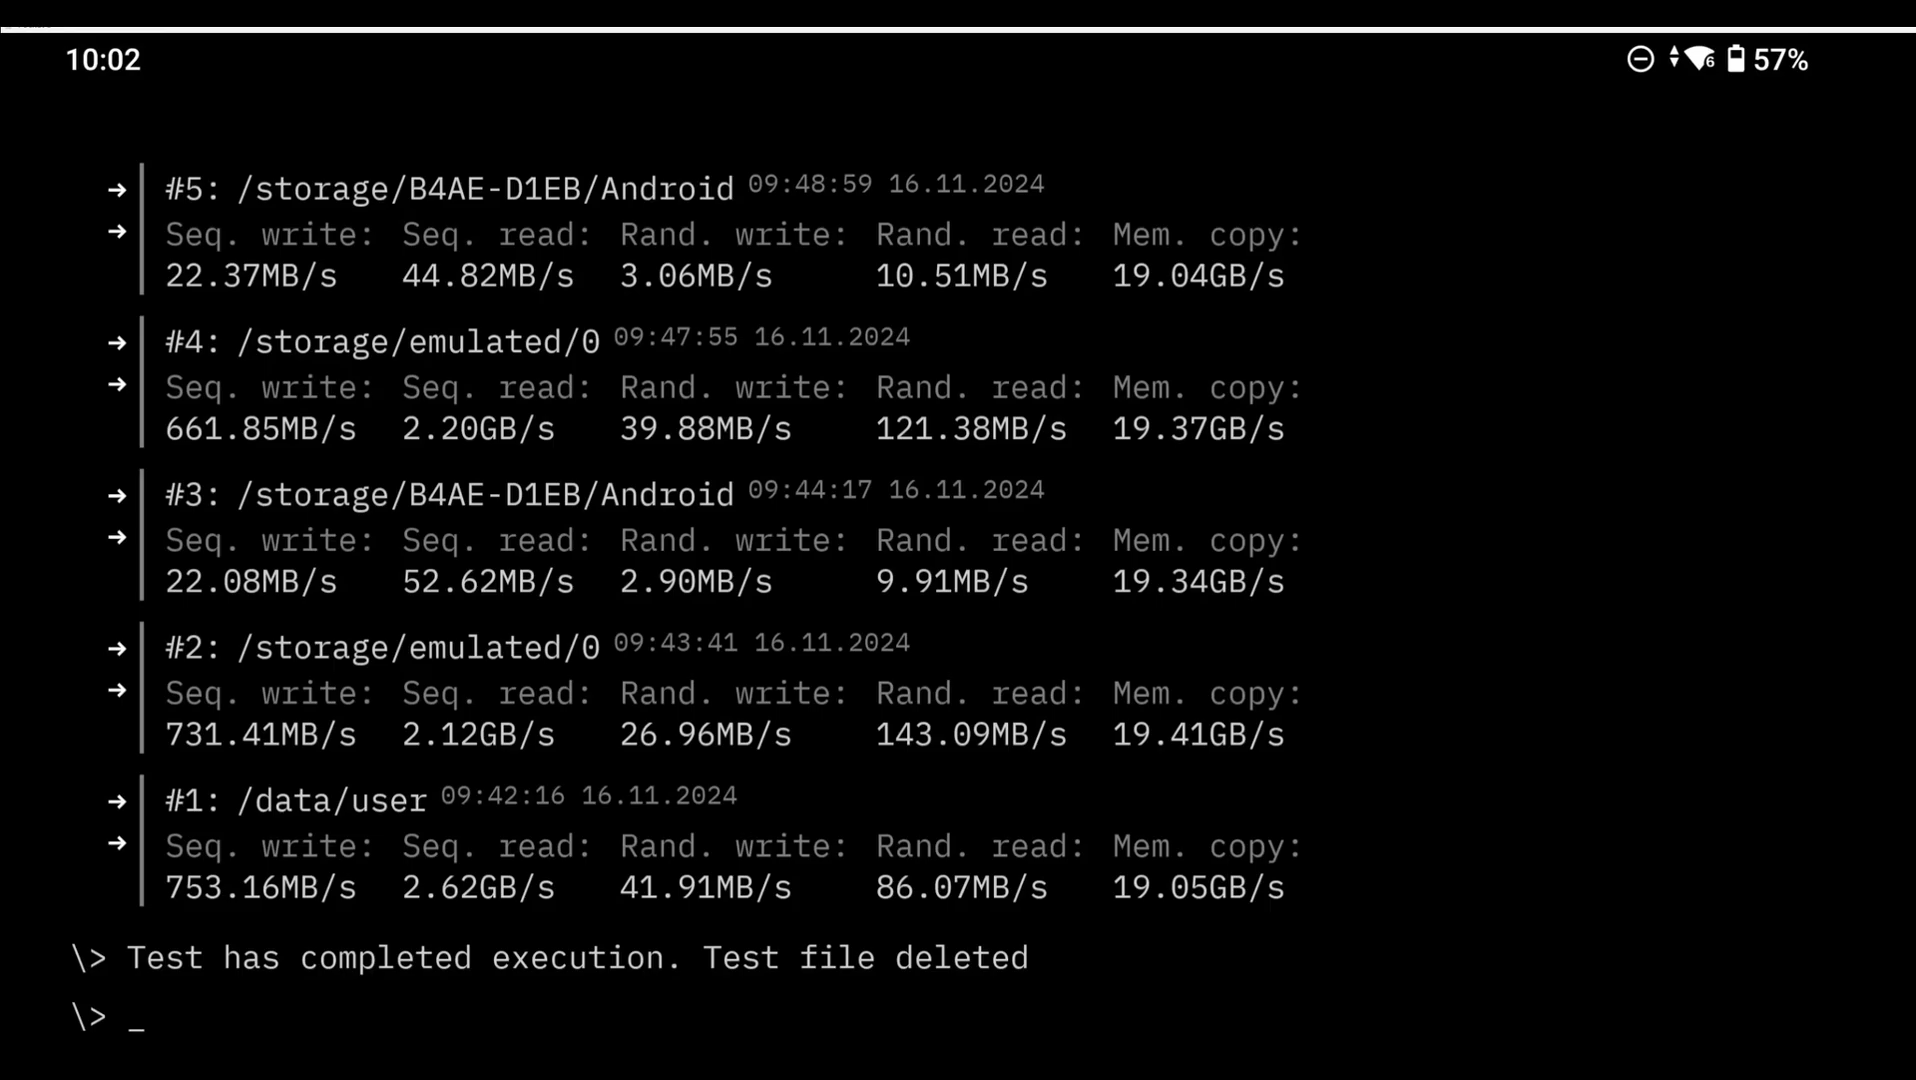 10:02 6 57%
→ #5: /storage/B4AE-D1EB/Android 09:48:59 16.11.2024
→ Seq. write: Seq. read: Rand. write: Rand. read: Mem. copy:
22.37MB/s 44.82MB/s 3.06MB/s 10.51MB/s 19.04GB/s
→ #4: /storage/emulated/0 09:47:55 16.11.2024
→ Seq. write: Seq. read: Rand. write: Rand. read: Mem. copy:
661.85MB/s 2.20GB/s 39.88MB/s 121.38MB/s 19.37GB/s
→ #3: /storage/B4AE-D1EB/Android 09:44:17 16.11.2024
→ Seq. write: Seq. read: Rand. write: Rand. read: Mem. copy:
22.08MB/s 52.62MB/s 2.90MB/s 9.91MB/s 19.34GB/s
→ #2: /storage/emulated/0 09:43:41 16.11.2024
→ Seq. write: Seq. read: Rand. write: Rand. read: Mem. copy:
731.41MB/s 2.12GB/s 26.96MB/s 143.09MB/s 19.41GB/s
→ #1: /data/user 09:42:16 16.11.2024
→ Seq. write: Seq. read: Rand. write: Rand. read: Mem. copy:
753.16MB/s 2.62GB/s 41.91MB/s 86.07MB/s 19.05GB/s
\> Test has completed execution. Test file deleted
\> _